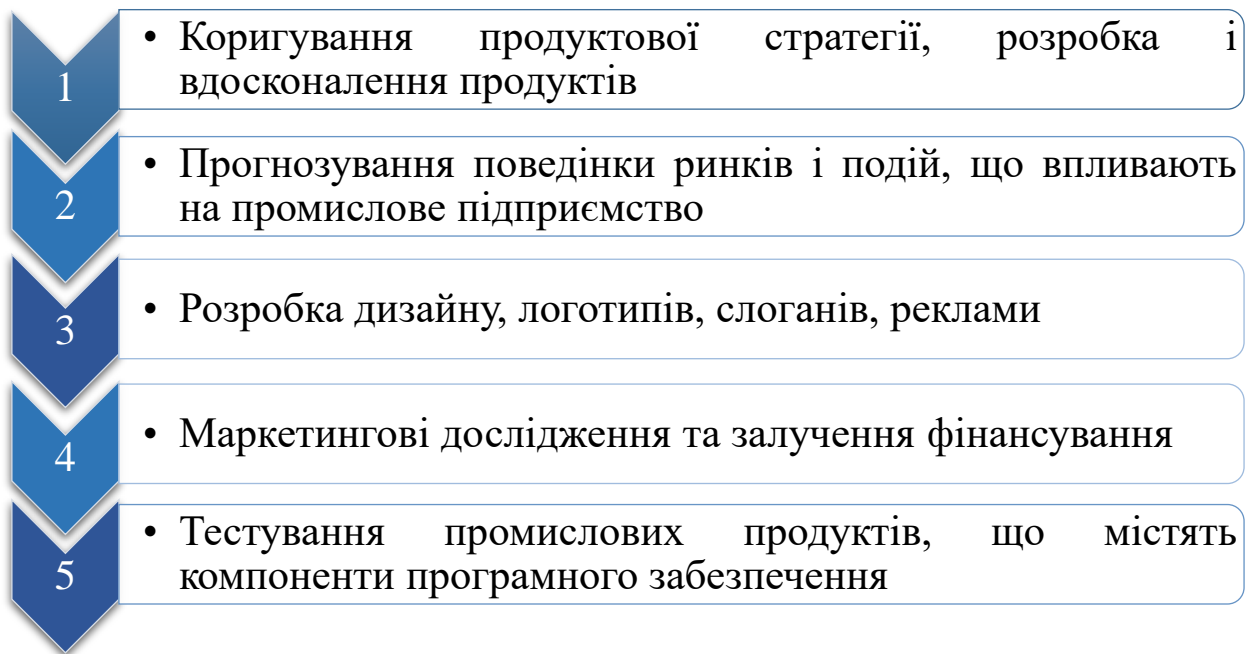 1
• Коригування продуктової стратегії, розробка і
вдосконалення продуктів
2
• Прогнозування поведінки ринків і подій, що впливають
на промислове підприємство
3
• Розробка дизайну, логотипів, слоганів, реклами
4
• Маркетингові дослідження та залучення фінансування
5
• Тестування промислових продуктів, що містять
компоненти програмного забезпечення